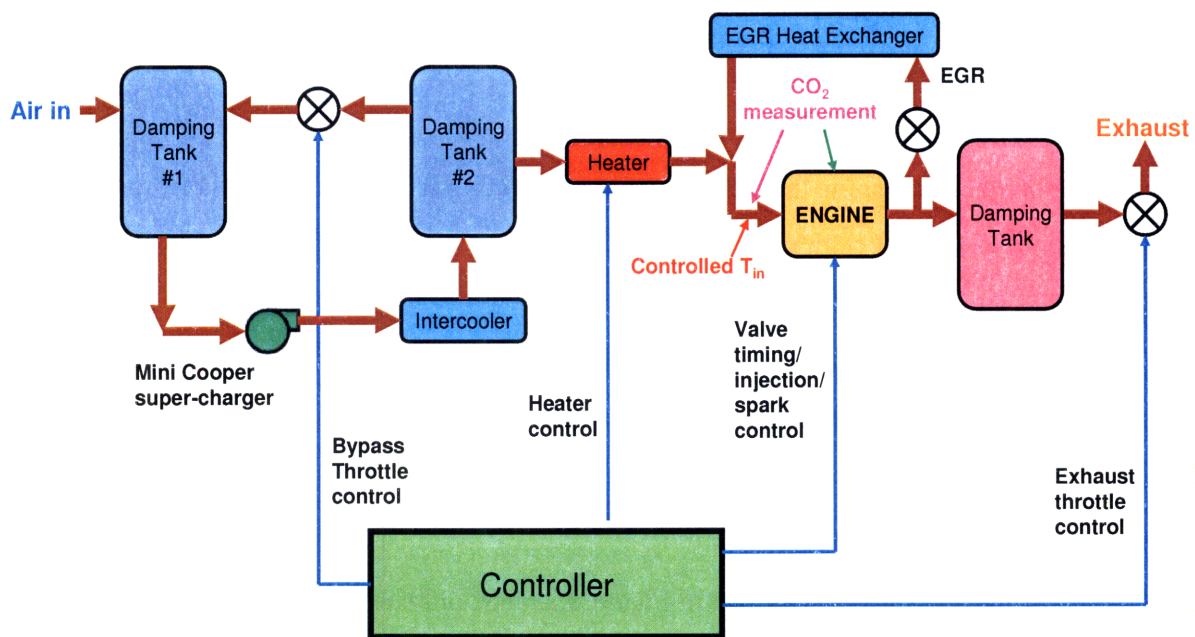 EGR Heat Exchanger
EGR
Air in
Damping
Tank
#1
Damping
Tank
#2
Heater
CO₂
measurement
ENGINE
Exhaust
Damping
Tank
Controlled T_in
Intercooler
Mini Cooper
super-charger
Bypass
Throttle
control
Heater
control
Valve
timing/
injection/
spark
control
Exhaust
throttle
control
Controller